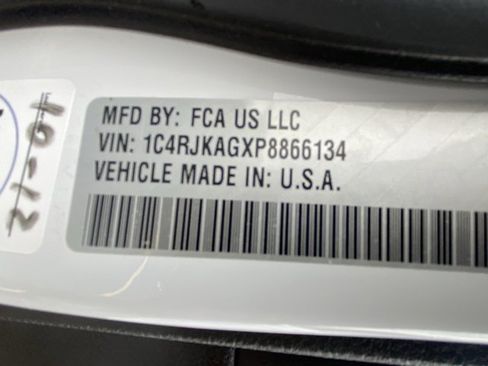 MFD BY: FCA US LLC
VIN: 1C4RJKAGXP8866134
VEHICLE MADE IN: U.S.A.